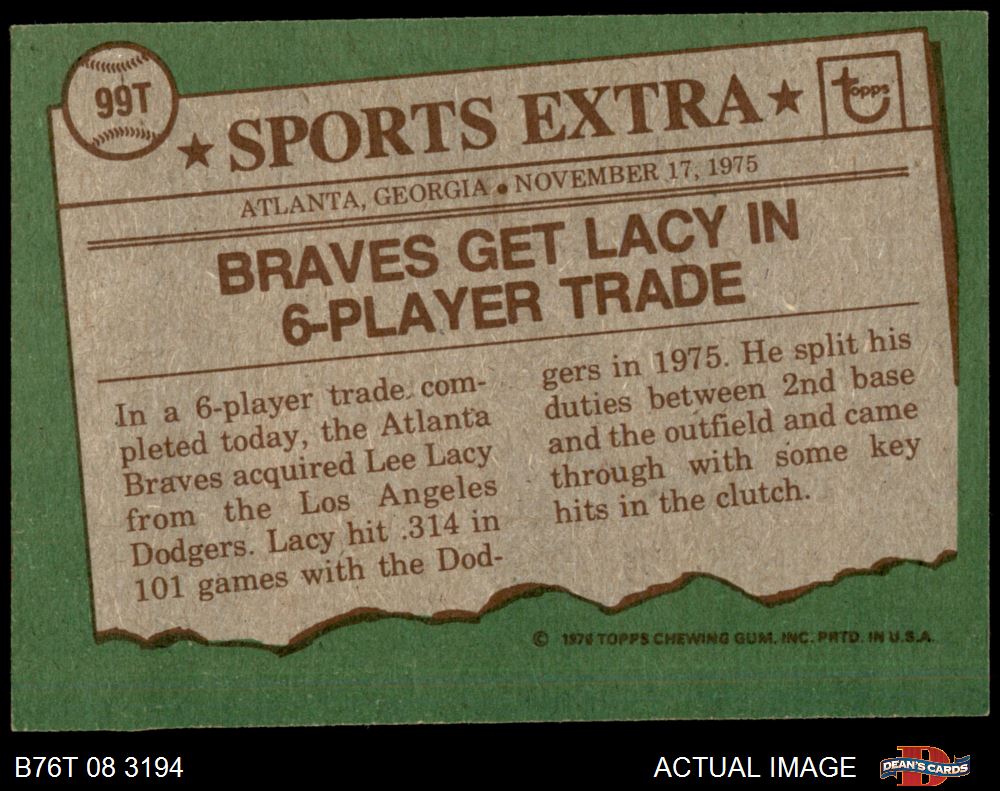 99T
★ SPORTS EXTRA ★
topps
ATLANTA, GEORGIA • NOVEMBER 17, 1975
BRAVES GET LACY IN
6-PLAYER TRADE
In a 6-player trade com-
pleted today, the Atlanta
Braves acquired Lee Lacy
from the Los Angeles
Dodgers. Lacy hit .314 in
101 games with the Dod-
gers in 1975. He split his
duties between 2nd base
and the outfield and came
through with some key
hits in the clutch.
© 1976 TOPPS CHEWING GUM, INC. PRTD. IN U.S.A.
B76T 08 3194
ACTUAL IMAGE
DEAN'S CARDS